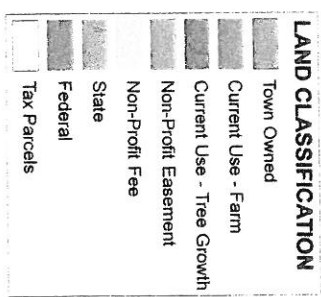 LAND CLASSIFICATION
Town Owned
Current Use - Farm
Current Use - Tree Growth
Non-Profit Easement
Non-Profit Fee
State
Federal
Tax Parcels